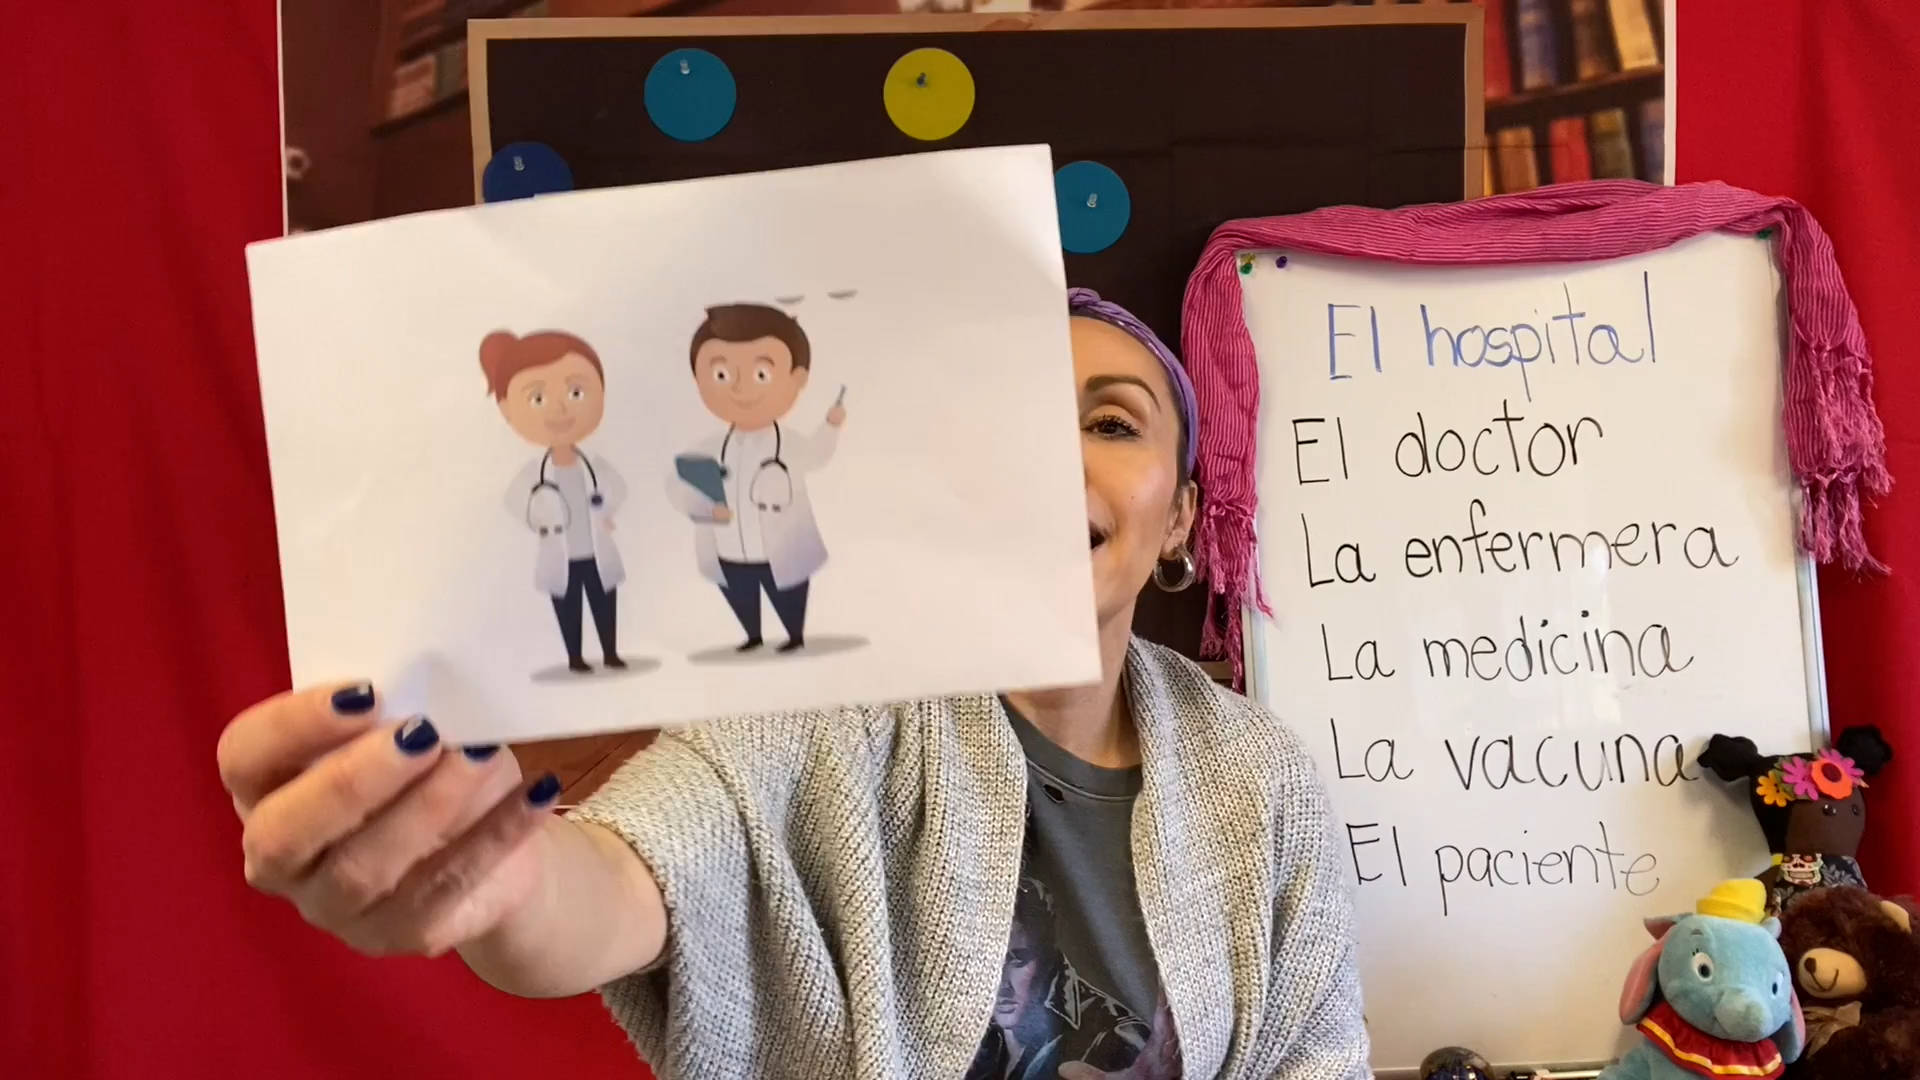 El hospital
El doctor
La enfermera
La medicina
La vacuna
El paciente